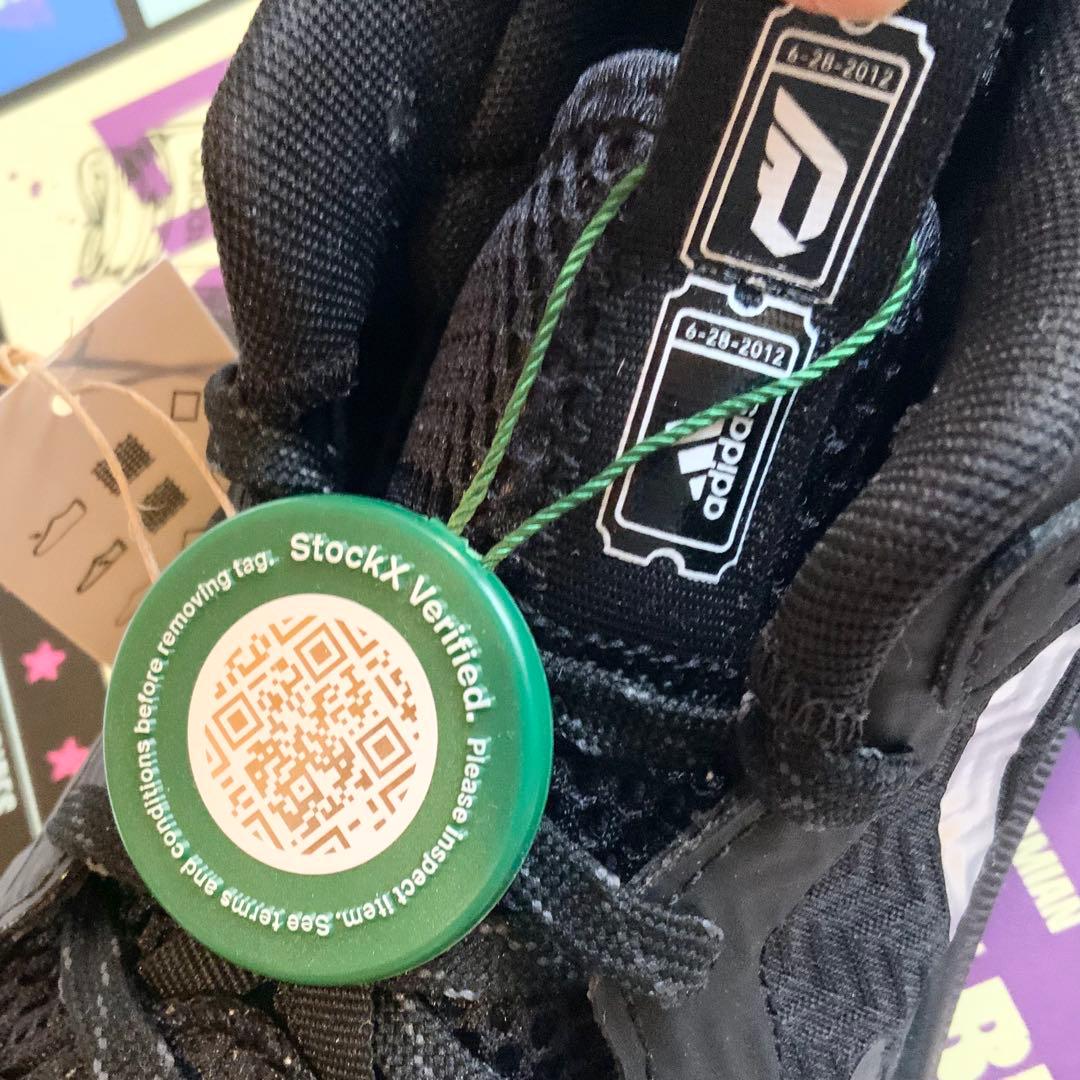 6-28-2012
6-28-2012
adidas
StockX Verified. Please inspect item. See terms and conditions before removing tag.
MIAN